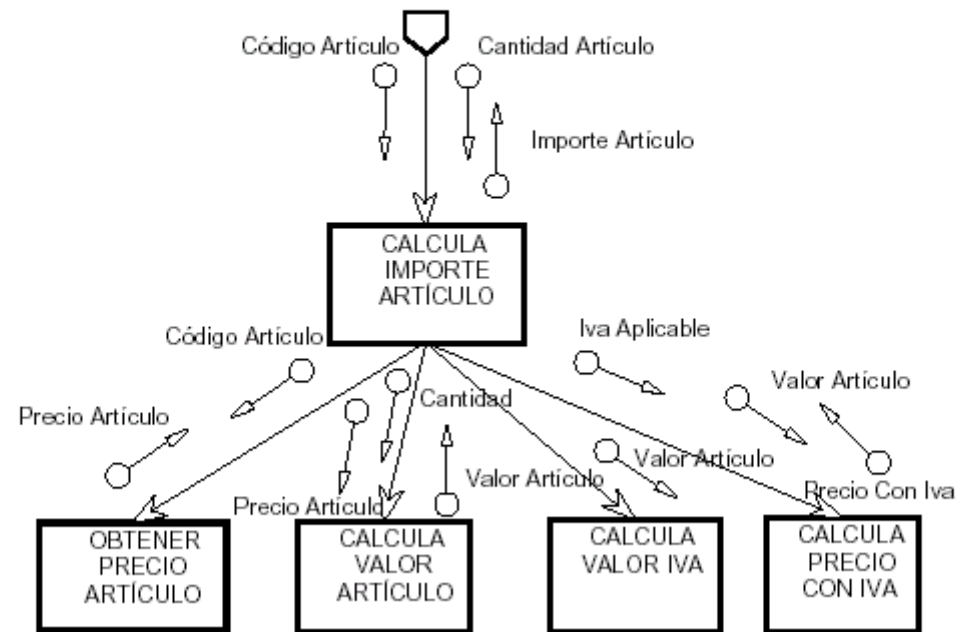 Código Artículo
Cantidad Artículo
Importe Artículo
CALCULA
IMPORTE
ARTÍCULO
Código Artículo
Iva Aplicable
Valor Artículo
Precio Artículo
Cantidad
Valor Artículo
Valor Artículo
Precio Artículo
Precio Con Iva
OBTENER
PRECIO
ARTÍCULO
CALCULA
VALOR
ARTÍCULO
CALCULA
VALOR IVA
CALCULA
PRECIO
CON IVA